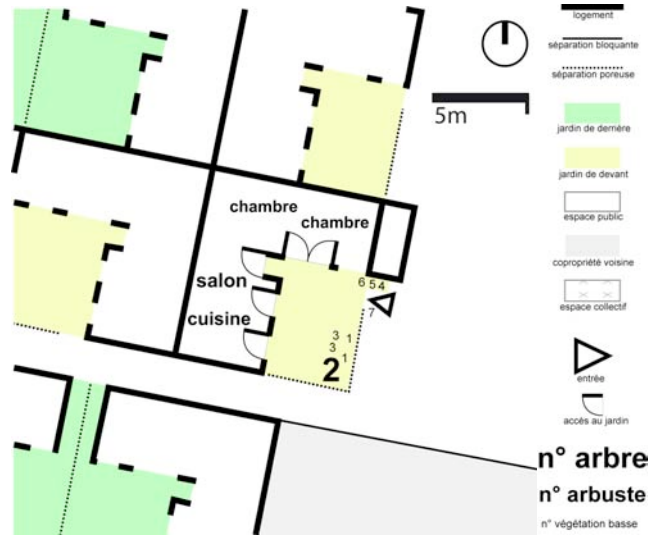 logement
séparation bloquante
séparation poreuse
5m
jardin de derrière
jardin de devant
chambre
chambre
espace public
salon
copropriété voisine
6 5 4
7
cuisine
espace collectif
3 1
3
1
2
entrée
accès au jardin
n° arbre
n° arbuste
n° végétation basse